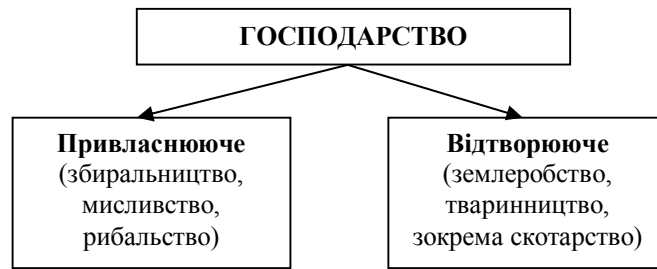 ГОСПОДАРСТВО
Привласнююче
(збиральництво,
мисливство,
рибальство)
Відтворююче
(землеробство,
тваринництво,
зокрема скотарство)